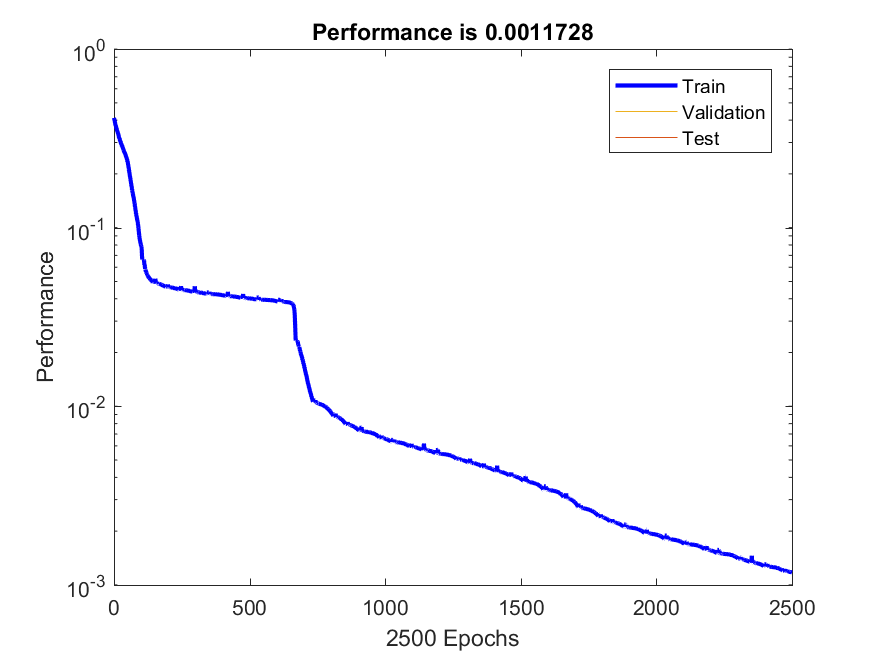 Performance is 0.0011728
10^0
10^-1
10^-2
10^-3
Performance
Train
Validation
Test
0
500
1000
1500
2000
2500
2500 Epochs